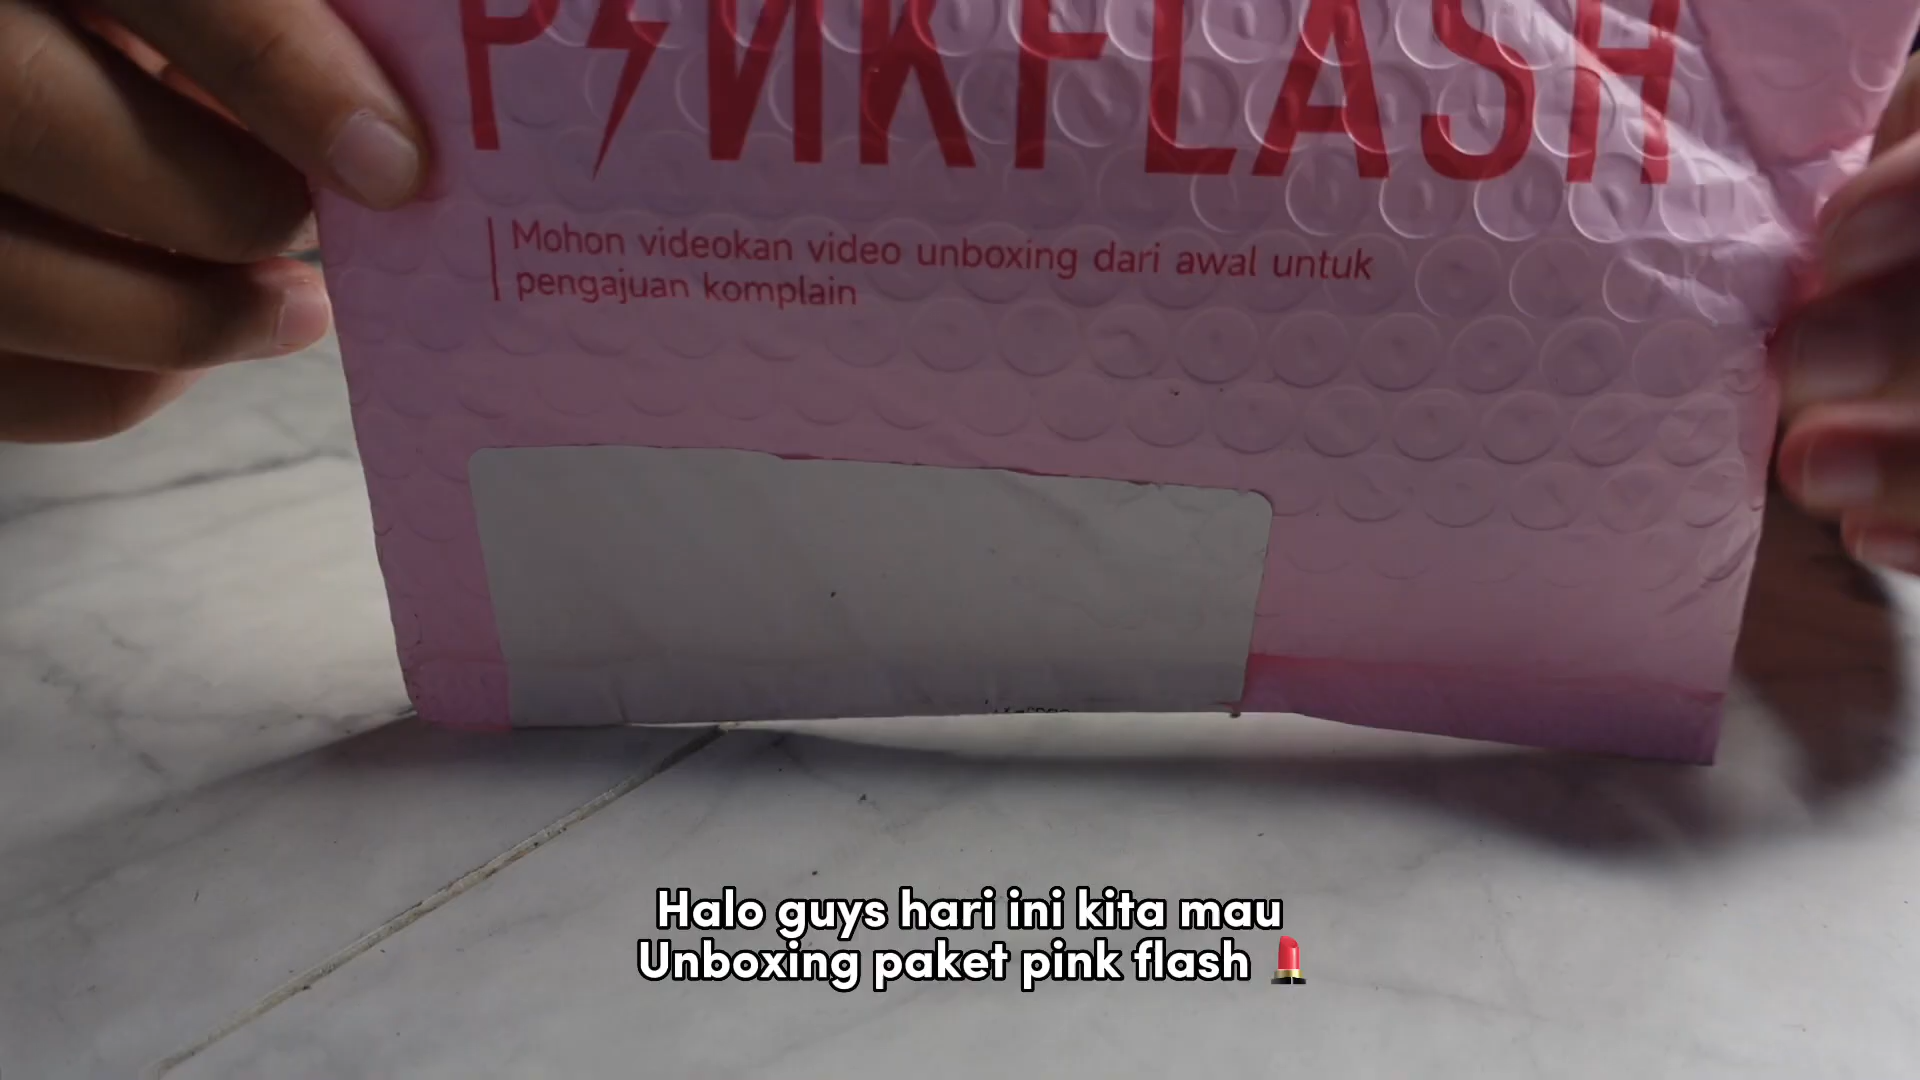 PINKFLASH
Mohon videokan video unboxing dari awal untuk
pengajuan komplain
Halo guys hari ini kita mau
Unboxing paket pink flash 💄